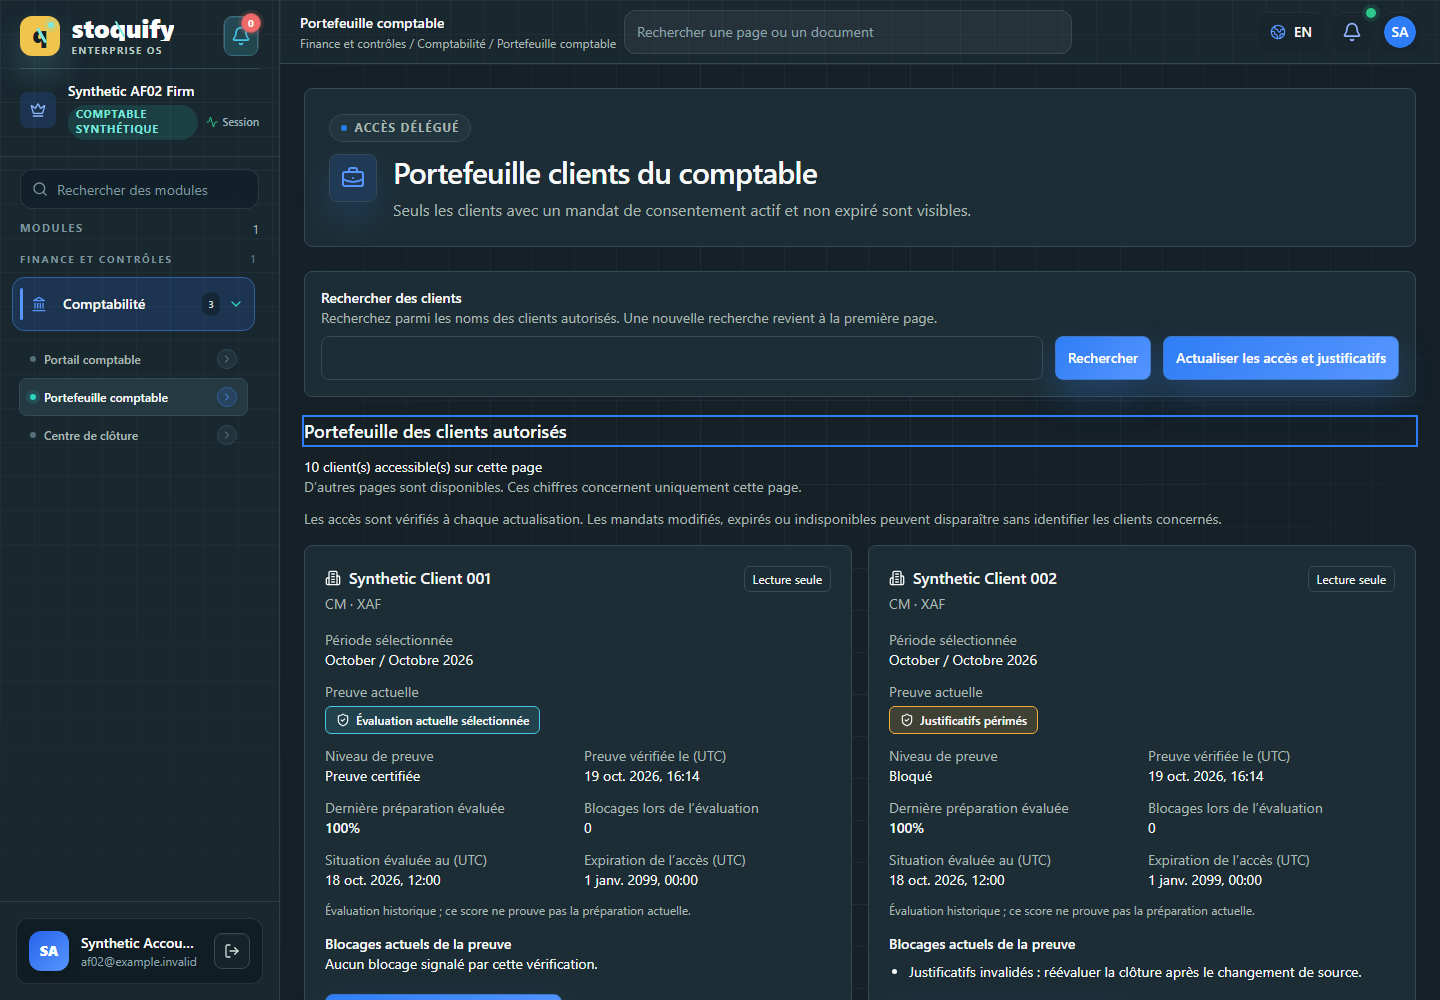 stoquify
ENTERPRISE OS
0
Synthetic AF02 Firm
COMPTABLE SYNTHÉTIQUE
Session
Rechercher des modules
MODULES 1
FINANCE ET CONTRÔLES 1
Comptabilité 3
Portail comptable
Portefeuille comptable
Centre de clôture
SA
Synthetic Accou...
af02@example.invalid
Portefeuille comptable
Finance et contrôles / Comptabilité / Portefeuille comptable
Rechercher une page ou un document
EN
SA
ACCÈS DÉLÉGUÉ
Portefeuille clients du comptable
Seuls les clients avec un mandat de consentement actif et non expiré sont visibles.
Rechercher des clients
Recherchez parmi les noms des clients autorisés. Une nouvelle recherche revient à la première page.
Rechercher
Actualiser les accès et justificatifs
Portefeuille des clients autorisés
10 client(s) accessible(s) sur cette page
D’autres pages sont disponibles. Ces chiffres concernent uniquement cette page.
Les accès sont vérifiés à chaque actualisation. Les mandats modifiés, expirés ou indisponibles peuvent disparaître sans identifier les clients concernés.
Synthetic Client 001
Lecture seule
CM · XAF
Période sélectionnée
October / Octobre 2026
Preuve actuelle
Évaluation actuelle sélectionnée
Niveau de preuve
Preuve certifiée
Preuve vérifiée le (UTC)
19 oct. 2026, 16:14
Dernière préparation évaluée
100%
Blocages lors de l’évaluation
0
Situation évaluée au (UTC)
18 oct. 2026, 12:00
Expiration de l’accès (UTC)
1 janv. 2099, 00:00
Évaluation historique ; ce score ne prouve pas la préparation actuelle.
Blocages actuels de la preuve
Aucun blocage signalé par cette vérification.
Synthetic Client 002
Lecture seule
CM · XAF
Période sélectionnée
October / Octobre 2026
Preuve actuelle
Justificatifs périmés
Niveau de preuve
Bloqué
Preuve vérifiée le (UTC)
19 oct. 2026, 16:14
Dernière préparation évaluée
100%
Blocages lors de l’évaluation
0
Situation évaluée au (UTC)
18 oct. 2026, 12:00
Expiration de l’accès (UTC)
1 janv. 2099, 00:00
Évaluation historique ; ce score ne prouve pas la préparation actuelle.
Blocages actuels de la preuve
Justificatifs invalidés : réévaluer la clôture après le changement de source.